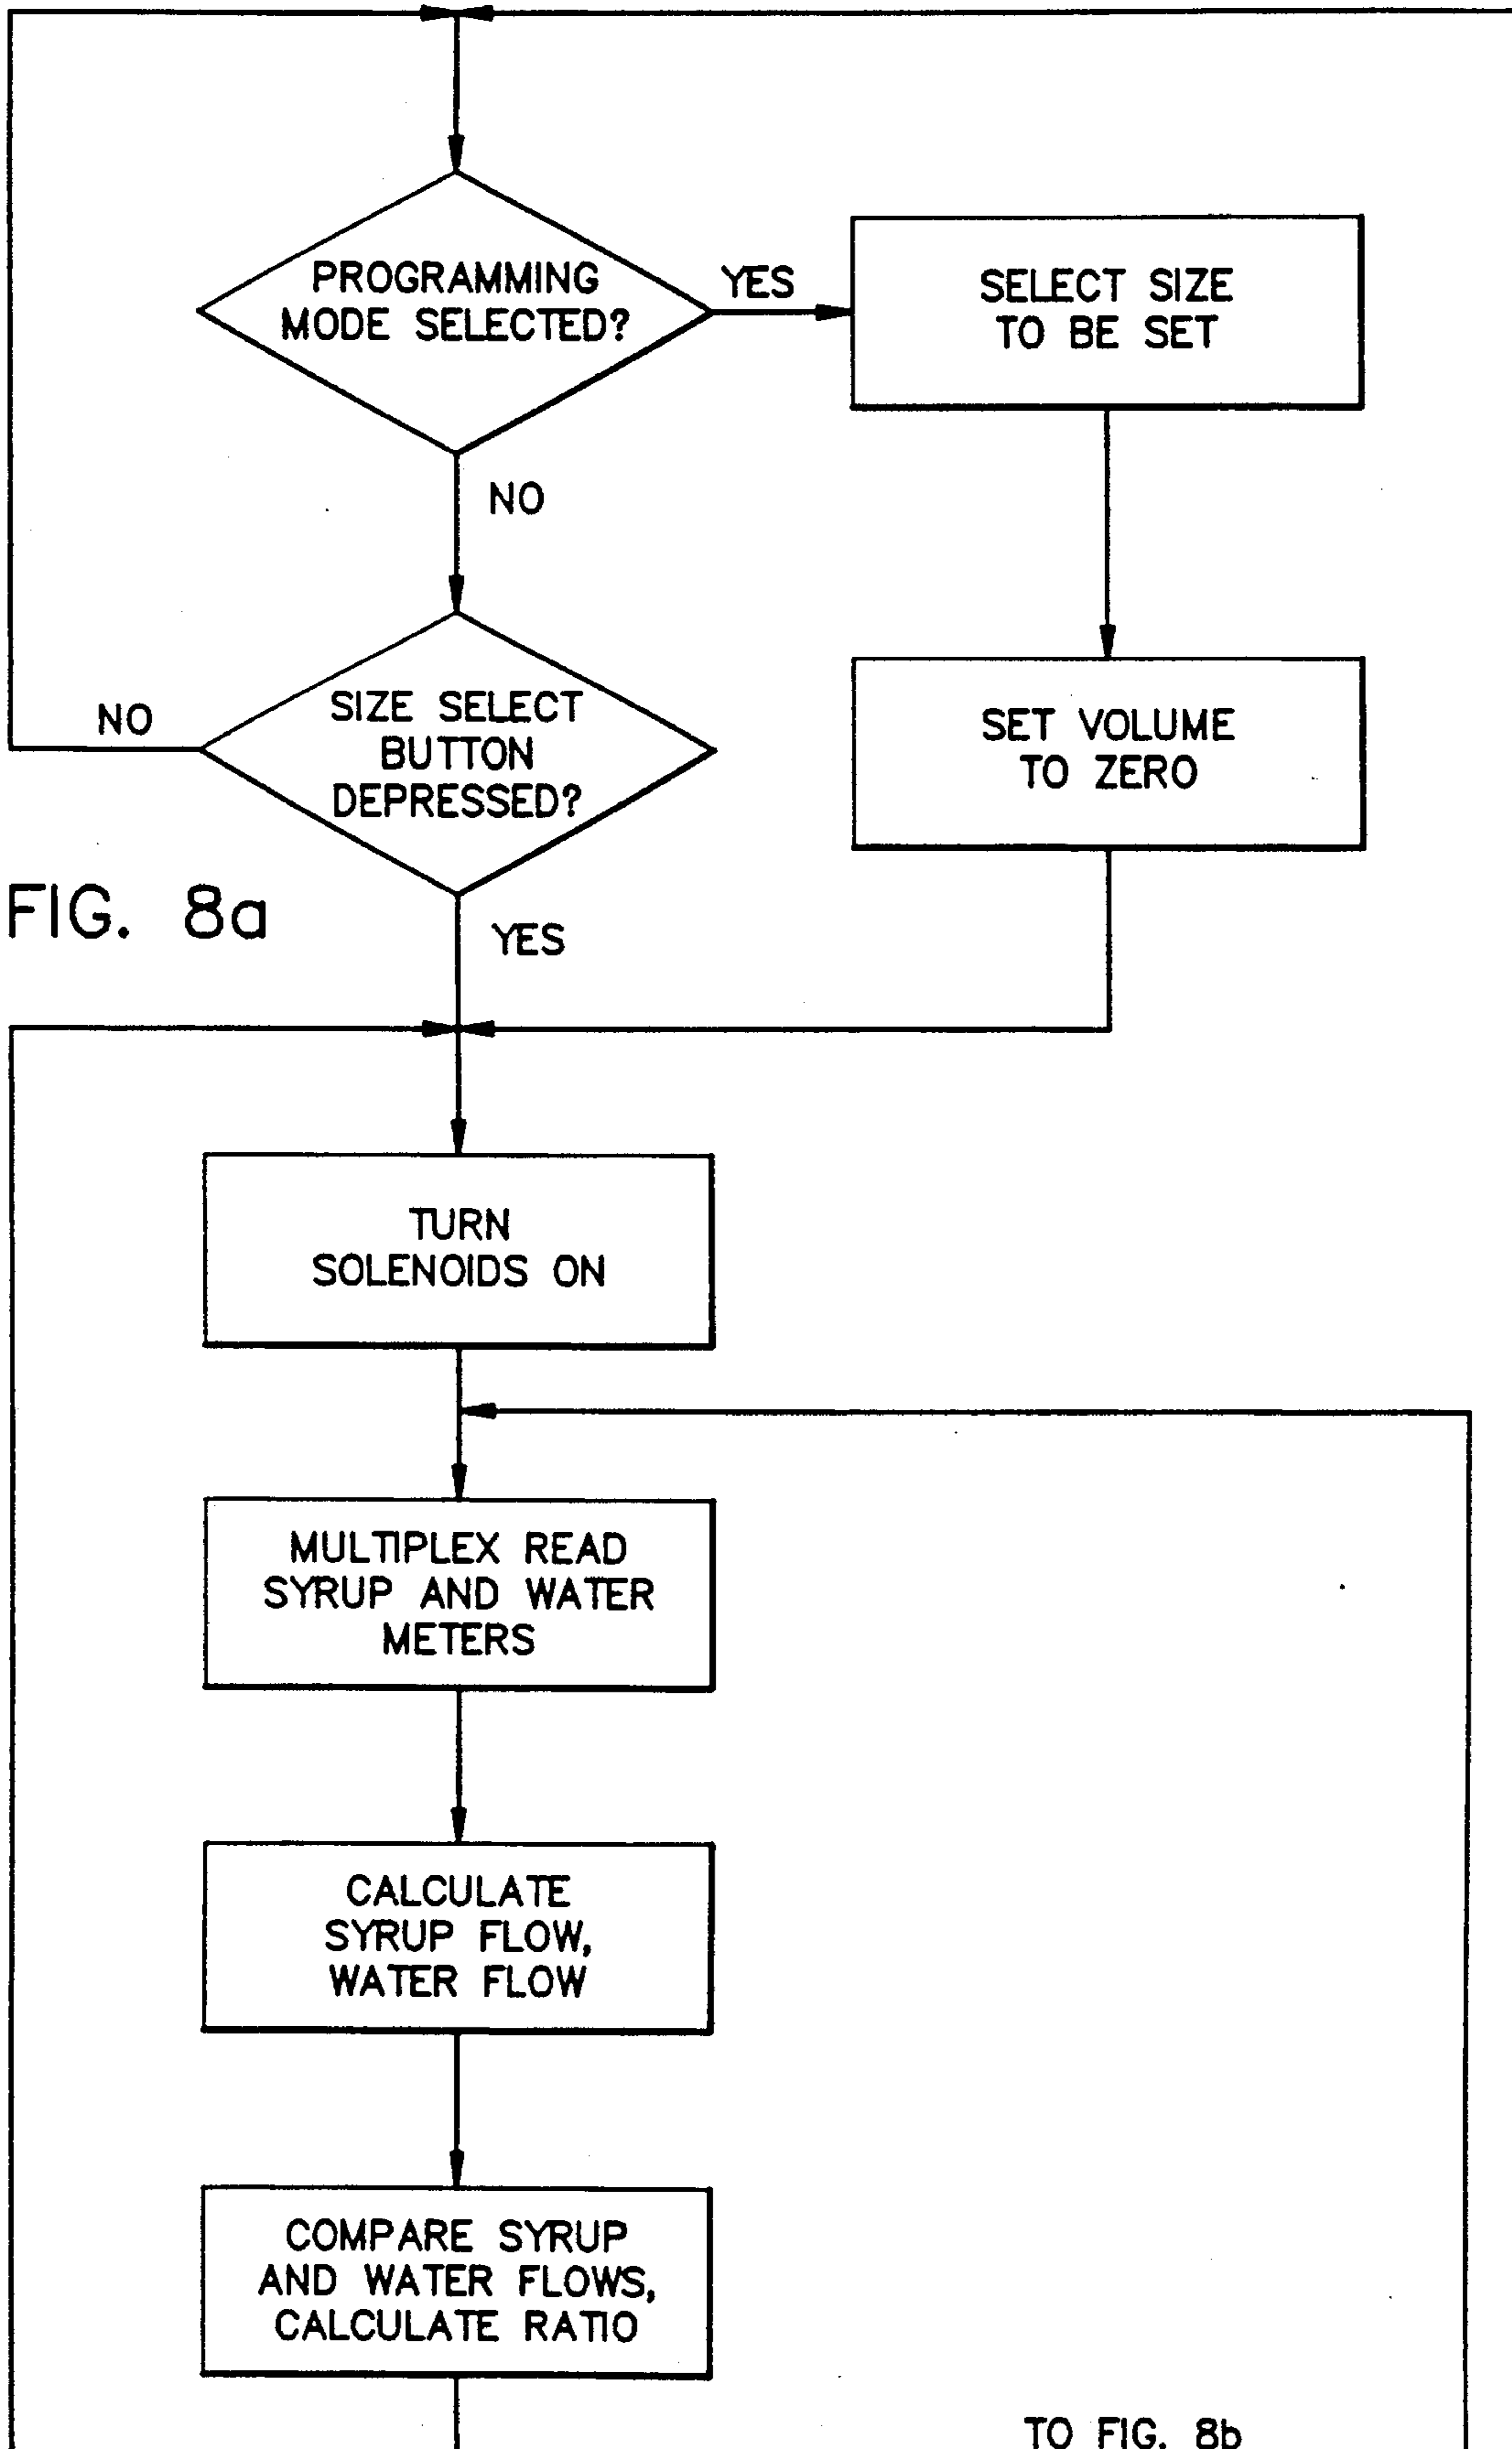 PROGRAMMING
MODE SELECTED?
YES
SELECT SIZE
TO BE SET
NO
SIZE SELECT
BUTTON
DEPRESSED?
NO
SET VOLUME
TO ZERO
FIG. 8a
YES
TURN
SOLENOIDS ON
MULTIPLEX READ
SYRUP AND WATER
METERS
CALCULATE
SYRUP FLOW,
WATER FLOW
COMPARE SYRUP
AND WATER FLOWS,
CALCULATE RATIO
TO FIG. 8b